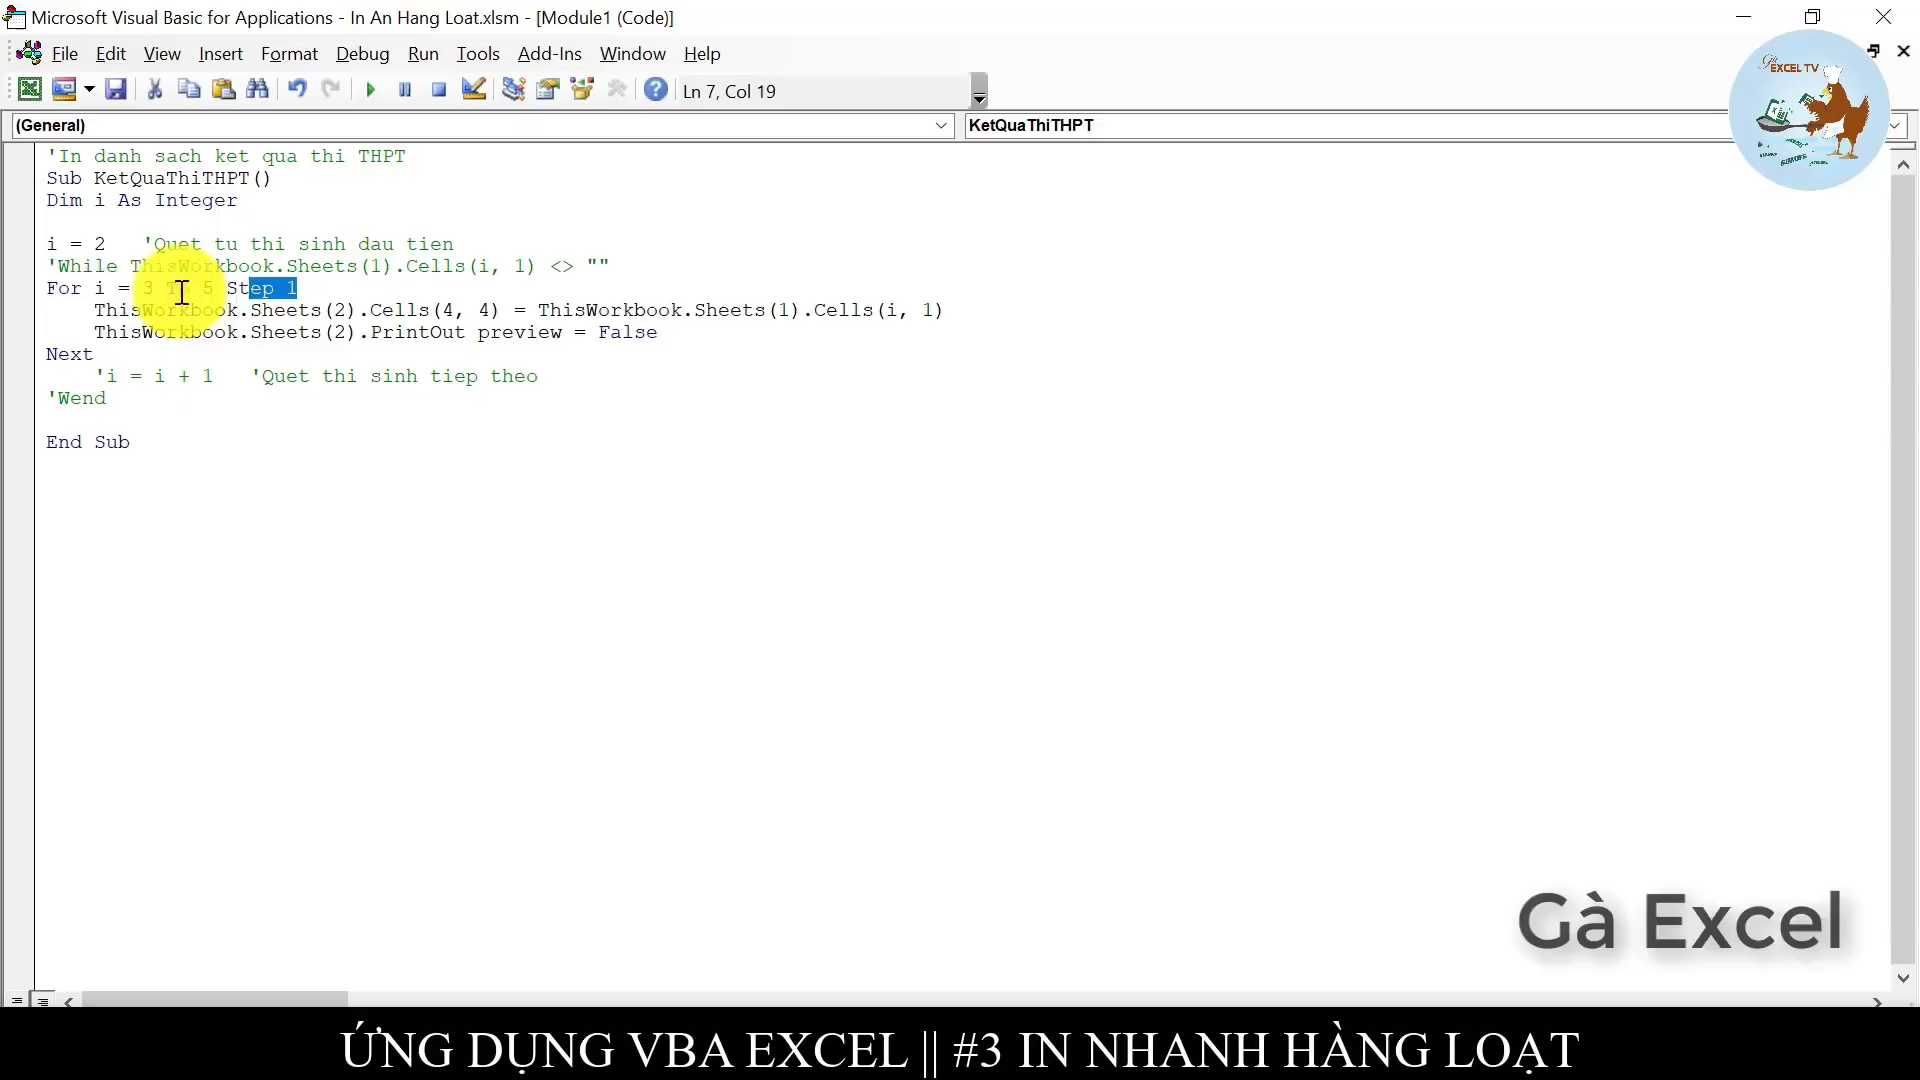 Microsoft Visual Basic for Applications - In An Hang Loat.xlsm - [Module1 (Code)]
File Edit View Insert Format Debug Run Tools Add-Ins Window Help
Ln 7, Col 19
(General) KetQuaThiTHPT
Gà EXCEL TV
'In danh sach ket qua thi THPT
Sub KetQuaThiTHPT()
Dim i As Integer
i = 2 'Quet tu thi sinh dau tien
'While ThisWorkbook.Sheets(1).Cells(i, 1) <> ""
For i = 3 To 5 Step 1
ThisWorkbook.Sheets(2).Cells(4, 4) = ThisWorkbook.Sheets(1).Cells(i, 1)
ThisWorkbook.Sheets(2).PrintOut preview = False
Next
'i = i + 1 'Quet thi sinh tiep theo
'Wend
End Sub
Gà Excel
ỨNG DỤNG VBA EXCEL || #3 IN NHANH HÀNG LOẠT